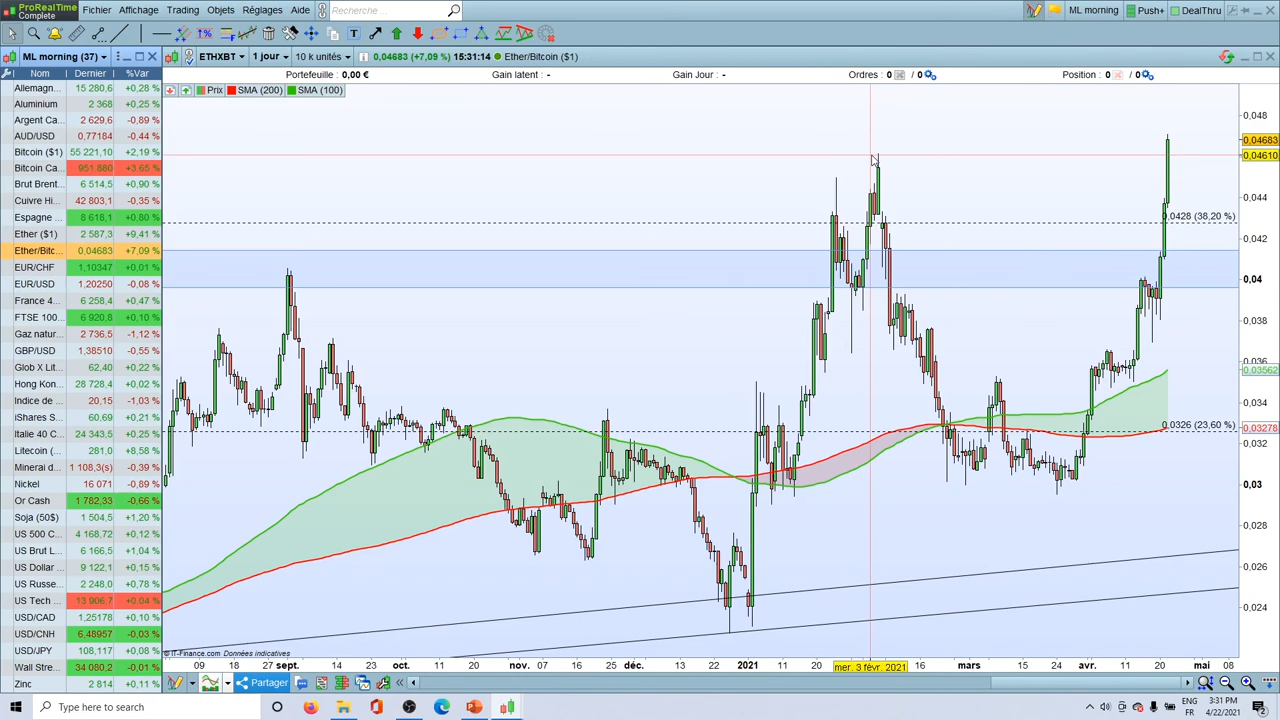 ProRealTime
Complete
Fichier Affichage Trading Objets Réglages Aide Recherche ... ML morning Push+ DealThru
ML morning (37) ETHXBT 1 jour 10 k unités 0,04683 (+7,09 %) 15:31:14 Ether/Bitcoin ($1)
Nom Dernier %Var
Portefeuille : 0,00 € Gain latent : - Gain Jour : - Ordres : 0 / 0 Position : 0 / 0
Prix SMA (200) SMA (100)
Allemagn... 15 280,6 +0,28 %
Aluminium 2 368 +0,25 %
Argent Ca... 2 629,6 -0,89 %
AUD/USD 0,77184 -0,44 %
Bitcoin ($1) 55 221,10 +2,19 %
Bitcoin Ca... 951.880 +3.65 %
Brut Brent... 6 514,5 +0,90 %
Cuivre Hi... 42 803,1 -0,35 %
Espagne ... 8 618,1 +0,80 %
Ether ($1) 2 587,3 +9,41 %
Ether/Bitc... 0,04683 +7,09 %
EUR/CHF 1,10347 +0,01 %
EUR/USD 1,20250 -0,08 %
France 4... 6 258,4 +0,47 %
FTSE 100... 6 920,8 +0,10 %
Gaz natur... 2 736,5 -1,12 %
GBP/USD 1,38510 -0,55 %
Glob X Lit... 62,40 +0,22 %
Hong Kon... 28 728,4 +0,02 %
Indice de ... 20,15 -1,03 %
iShares S... 60,69 +0,21 %
Italie 40 C... 24 343,5 +0,25 %
Litecoin (... 281,0 +8,58 %
Minerai d... 1 108,3(s) -0,39 %
Nickel 16 071 -0,89 %
Or Cash 1 782,33 -0,66 %
Soja (50$) 1 504,5 +1,20 %
US 500 C... 4 168,72 +0,12 %
US Brut L... 6 166,5 +1,04 %
US Dollar ... 9 122,1 +0,15 %
US Russe... 2 248,0 +0,78 %
US Tech ... 13 906,7 +0.04 %
USD/CAD 1,25178 +0,10 %
USD/CNH 6,48957 -0,03 %
USD/JPY 108,117 +0,08 %
Wall Stre... 34 080,2 -0,01 %
Zinc 2 814 +0,11 %
0,048
0,04683
0,04610
0,044
0,0428 (38,20 %)
0,042
0,04
0,038
0,036
0,03562
0,034
0,0326 (23,60 %)
0,03278
0,03
0,028
0,026
0,024
© IT-Finance.com Données indicatives
09 18 27 sept. 14 23 oct. 11 20 nov. 07 16 25 déc. 13 22 2021 11 20 mer. 3 févr. 2021 16 mars 15 24 avr. 11 20 mai 08
Partager
Type here to search
ENG 3:31 PM
FR 4/22/2021
2